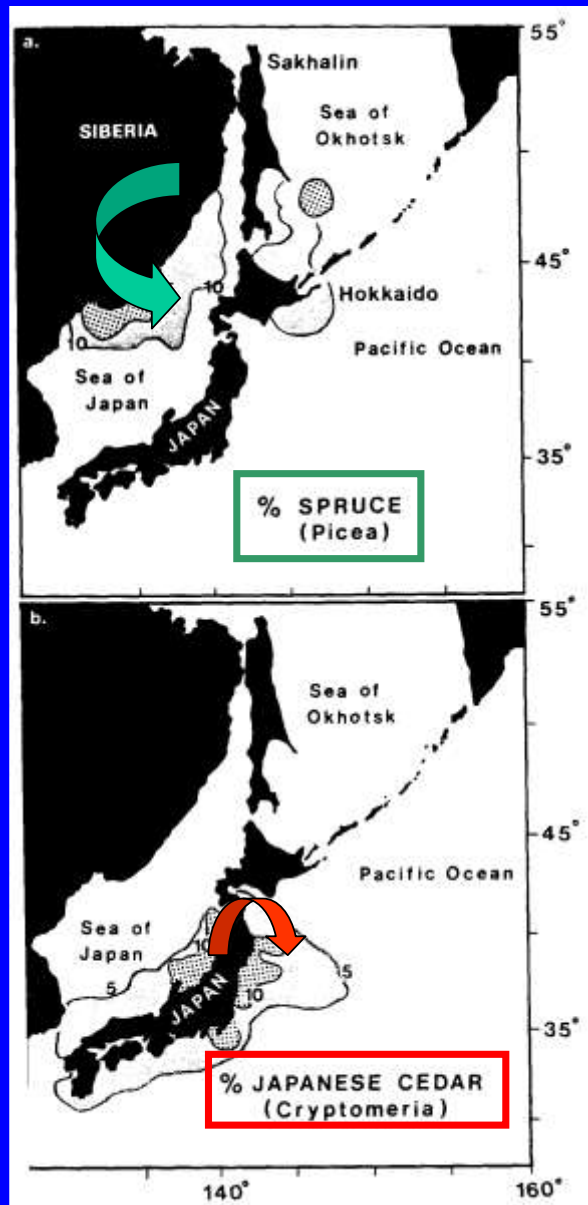 a.
55°
Sakhalin
Sea of
Okhotsk
SIBERIA
45°
10
Hokkaido
10
Pacific Ocean
Sea of
Japan
JAPAN
35°
% SPRUCE
(Picea)
b.
55°
Sea of
Okhotsk
45°
Pacific Ocean
Sea of
Japan
10
5
5
10
JAPAN
35°
% JAPANESE CEDAR
(Cryptomeria)
140°
160°